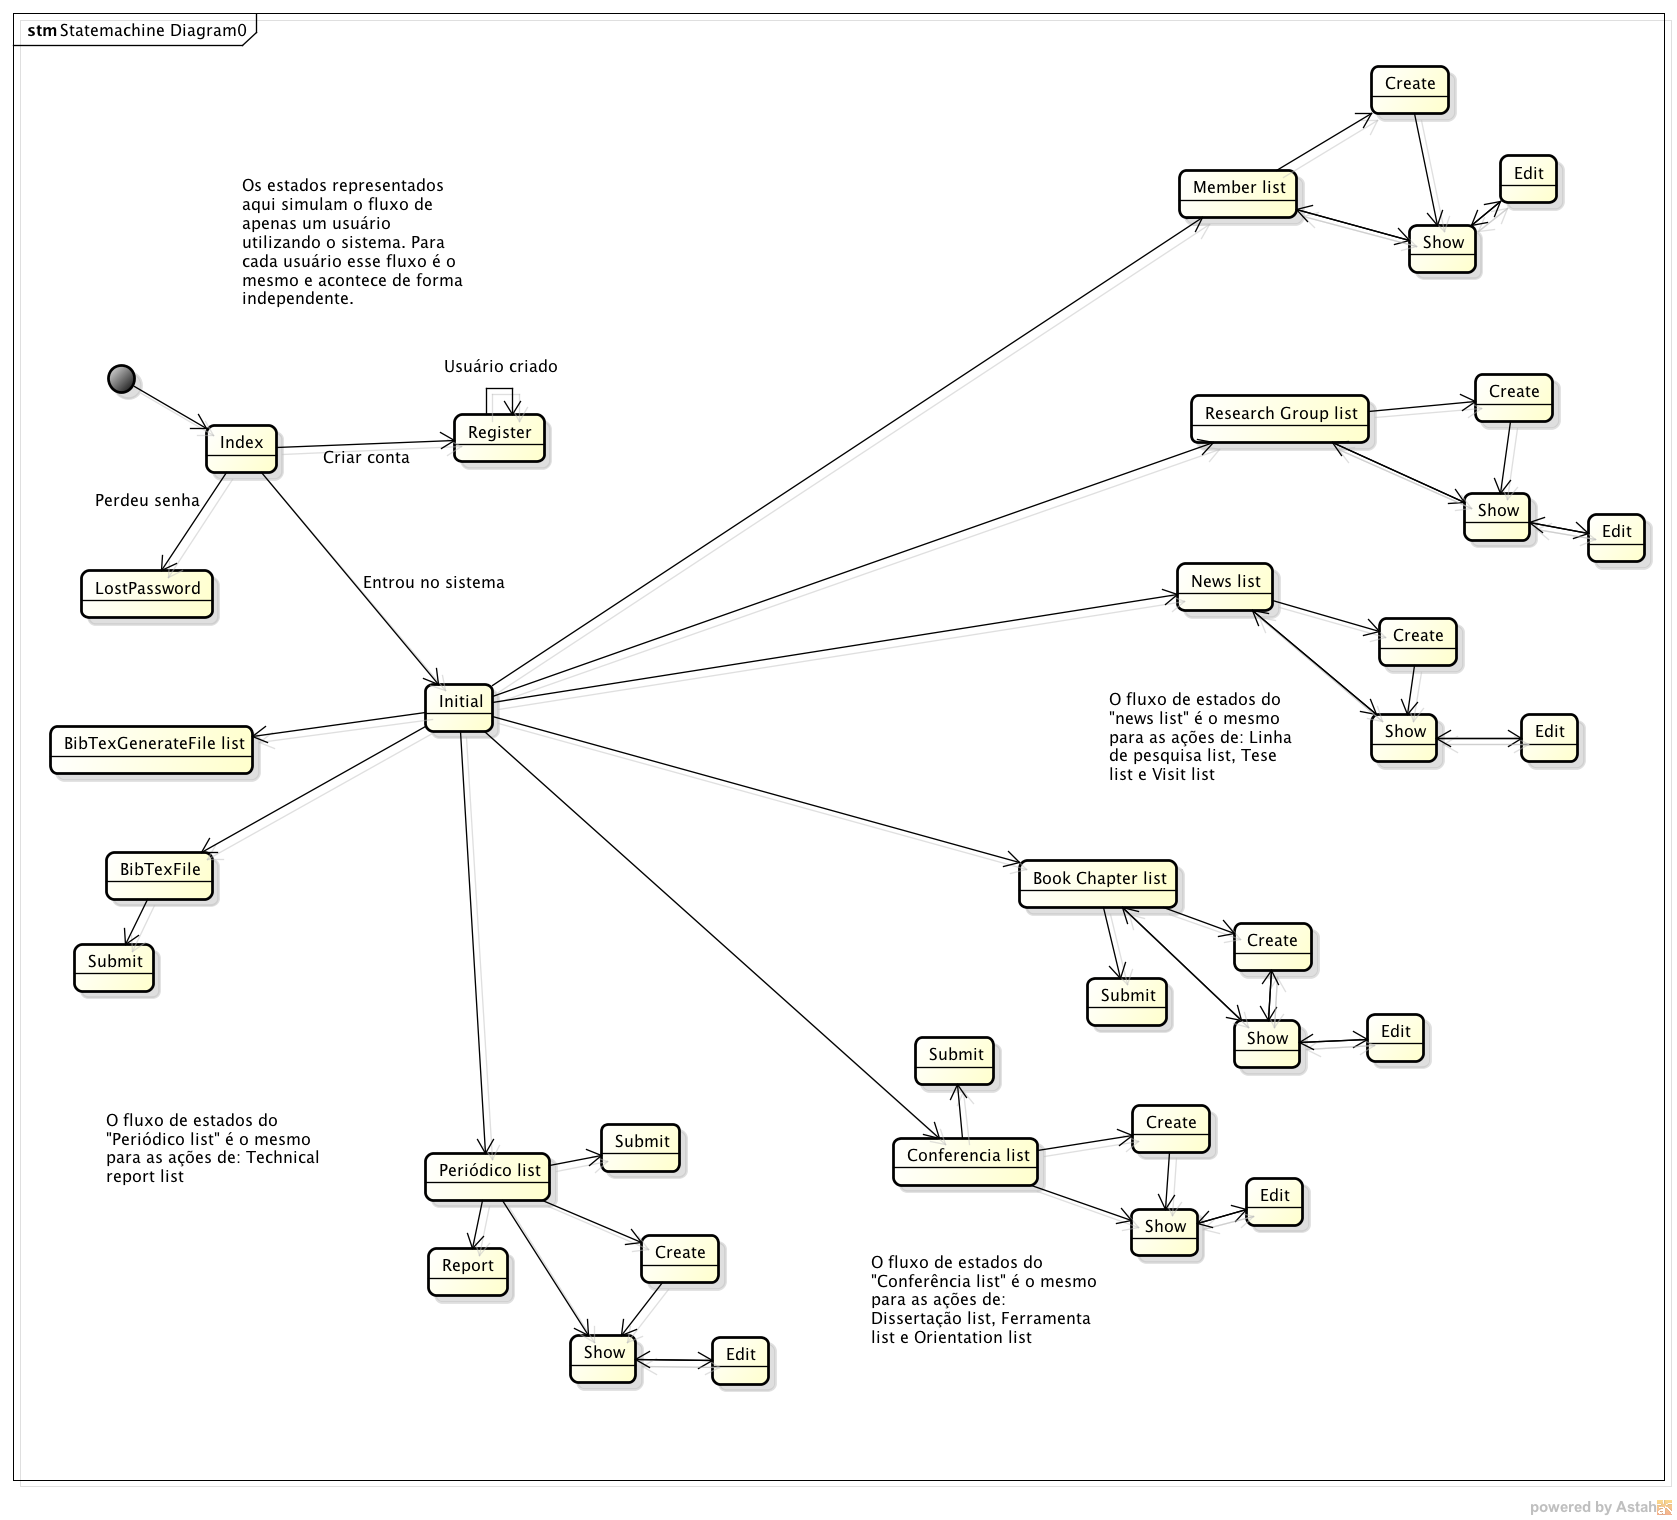 stm Statemachine Diagram0
Os estados representados
aqui simulam o fluxo de
apenas um usuário
utilizando o sistema. Para
cada usuário esse fluxo é o
mesmo e acontece de forma
independente.
Usuário criado
Register
Index
Criar conta
Perdeu senha
LostPassword
Entrou no sistema
Initial
BibTexGenerateFile list
BibTexFile
Submit
Create
Member list
Edit
Show
Research Group list
Create
Show
Edit
News list
Create
Show
Edit
O fluxo de estados do
"news list" é o mesmo
para as ações de: Linha
de pesquisa list, Tese
list e Visit list
Book Chapter list
Create
Submit
Show
Edit
Submit
Conferencia list
Create
Edit
Show
O fluxo de estados do
"Conferência list" é o mesmo
para as ações de:
Dissertação list, Ferramenta
list e Orientation list
O fluxo de estados do
"Periódico list" é o mesmo
para as ações de: Technical
report list
Periódico list
Submit
Report
Create
Show
Edit
powered by Astah